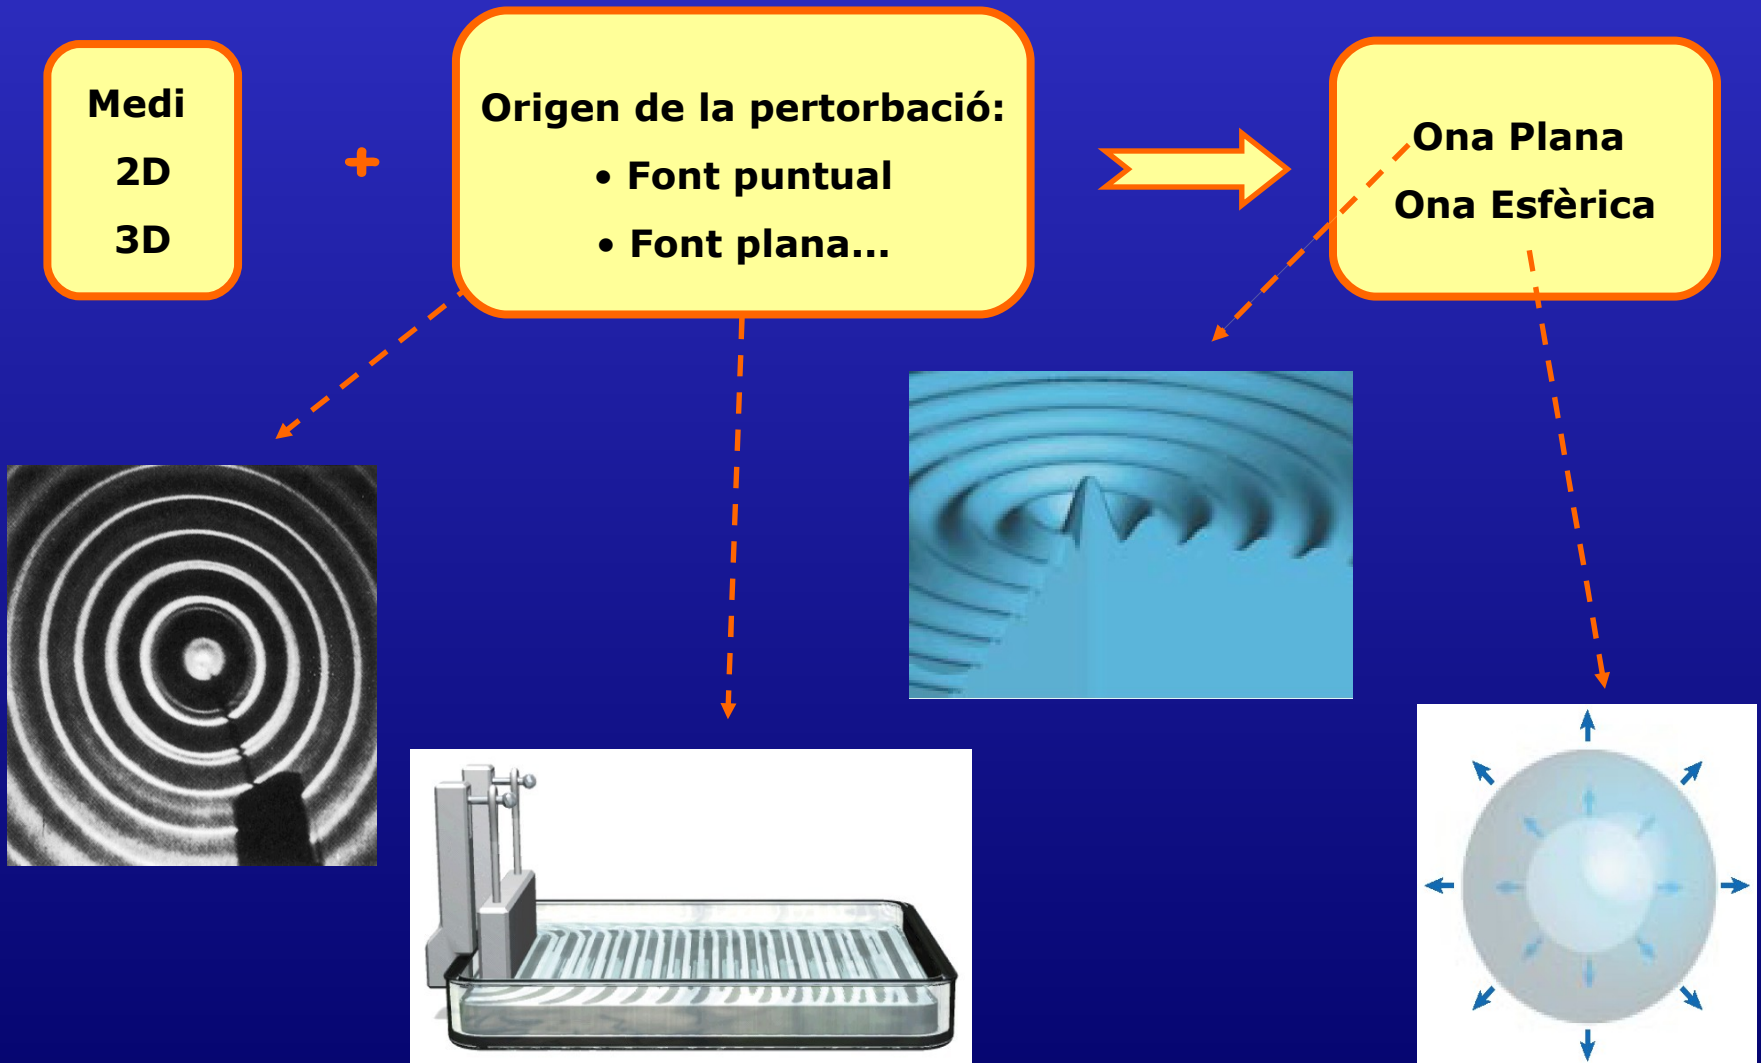 Medi
2D
3D
+
Origen de la pertorbació:
• Font puntual
• Font plana...
Ona Plana
Ona Esfèrica